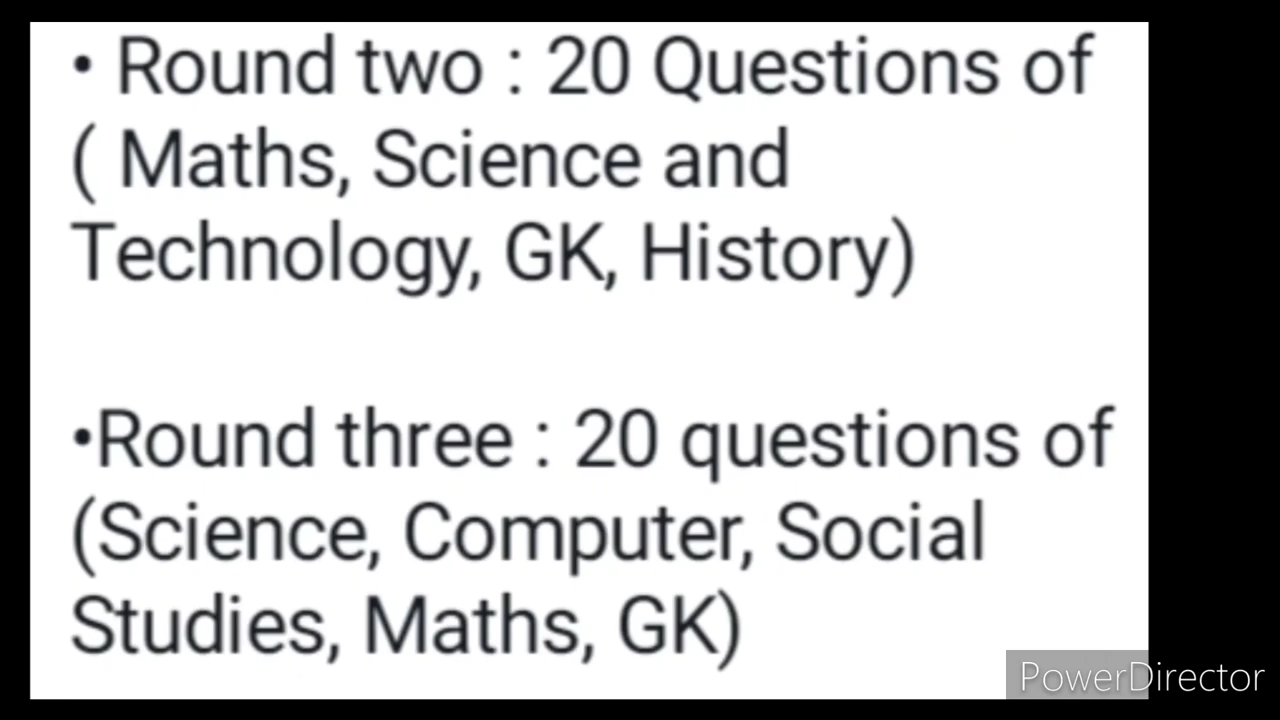 • Round two : 20 Questions of
( Maths, Science and
Technology, GK, History)
•Round three : 20 questions of
(Science, Computer, Social
Studies, Maths, GK)
PowerDirector